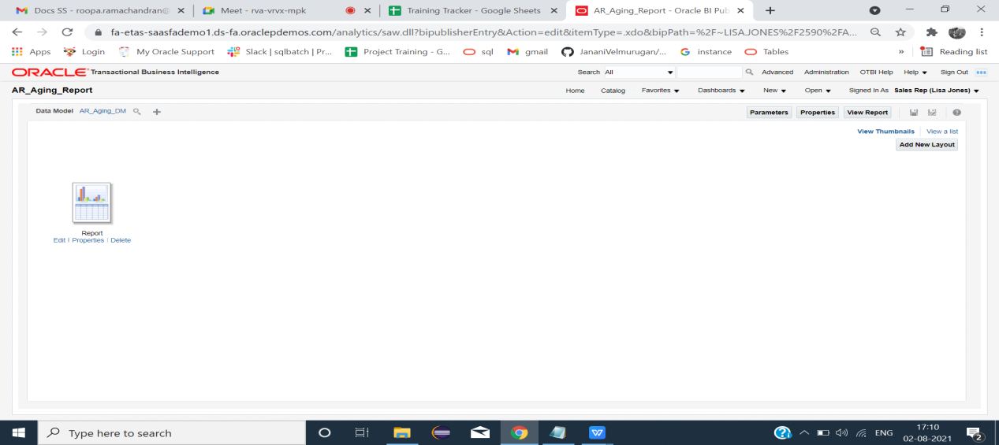 Docs SS - roopa.ramachandran@
Meet - rva-vrvx-mpk
Training Tracker - Google Sheets
AR_Aging_Report - Oracle BI Pub
fa-etas-saasfademo1.ds-fa.oraclepdemos.com/analytics/saw.dll?bipublisherEntry&Action=edit&itemType=.xdo&bipPath=%2F~LISA.JONES%2F2590%2FA...
Apps Login My Oracle Support Slack | sqlbatch | Pr... Project Training - G... sql gmail JananiVelmurugan/... instance Tables » Reading list
ORACLE Transactional Business Intelligence
Search All Advanced Administration OTBI Help Help Sign Out
AR_Aging_Report
Home Catalog Favorites Dashboards New Open Signed In As Sales Rep (Lisa Jones)
Data Model AR_Aging_DM
Parameters Properties View Report
View Thumbnails View a list
Add New Layout
Report
Edit | Properties | Delete
Type here to search
ENG
17:10
02-08-2021
2